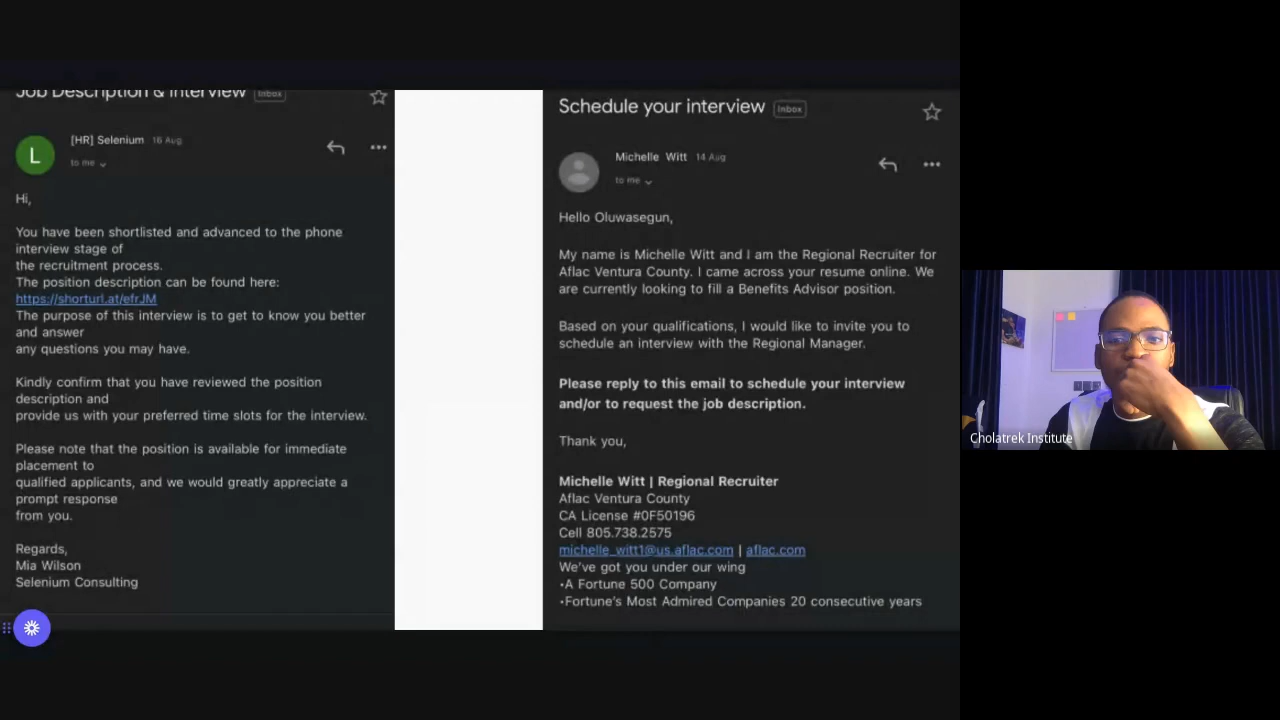 Job Description & Interview
Inbox
[HR] Selenium 16 Aug
to me
L
Hi,
You have been shortlisted and advanced to the phone
interview stage of
the recruitment process.
The position description can be found here:
https://shorturl.at/efrJM
The purpose of this interview is to get to know you better
and answer
any questions you may have.
Kindly confirm that you have reviewed the position
description and
provide us with your preferred time slots for the interview.
Please note that the position is available for immediate
placement to
qualified applicants, and we would greatly appreciate a
prompt response
from you.
Regards,
Mia Wilson
Selenium Consulting
Schedule your interview
Inbox
Michelle Witt 14 Aug
to me
Hello Oluwasegun,
My name is Michelle Witt and I am the Regional Recruiter for
Aflac Ventura County. I came across your resume online. We
are currently looking to fill a Benefits Advisor position.
Based on your qualifications, I would like to invite you to
schedule an interview with the Regional Manager.
Please reply to this email to schedule your interview
and/or to request the job description.
Thank you,
Michelle Witt | Regional Recruiter
Aflac Ventura County
CA License #0F50196
Cell 805.738.2575
michelle_witt1@us.aflac.com | aflac.com
We've got you under our wing
•A Fortune 500 Company
•Fortune's Most Admired Companies 20 consecutive years
Cholatrek Institute